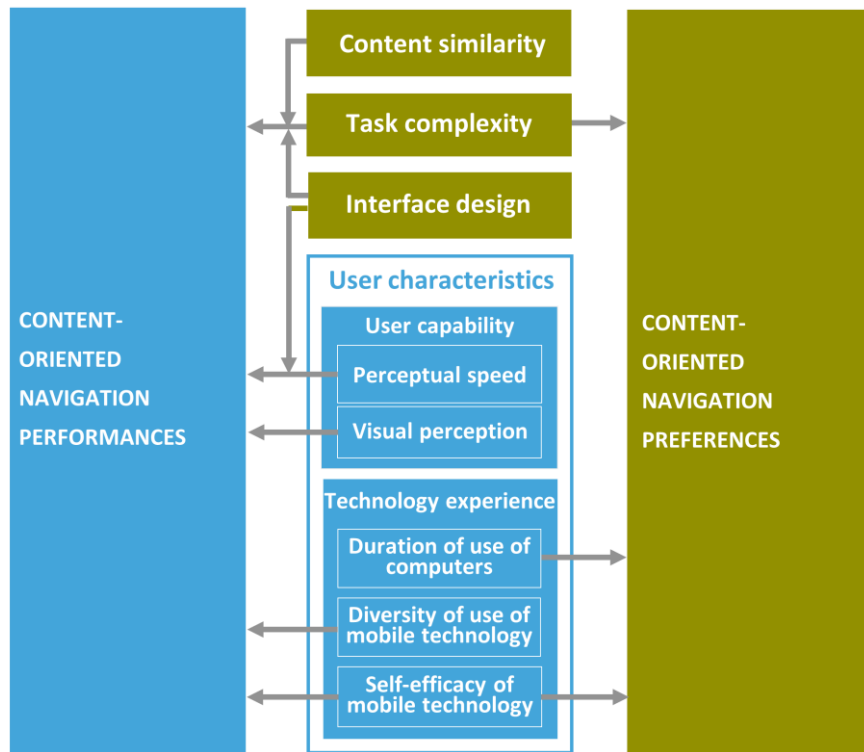 Content similarity
Task complexity
Interface design
User characteristics
User capability
Perceptual speed
Visual perception
Technology experience
Duration of use of
computers
Diversity of use of
mobile technology
Self-efficacy of
mobile technology
CONTENT-
ORIENTED
NAVIGATION
PERFORMANCES
CONTENT-
ORIENTED
NAVIGATION
PREFERENCES